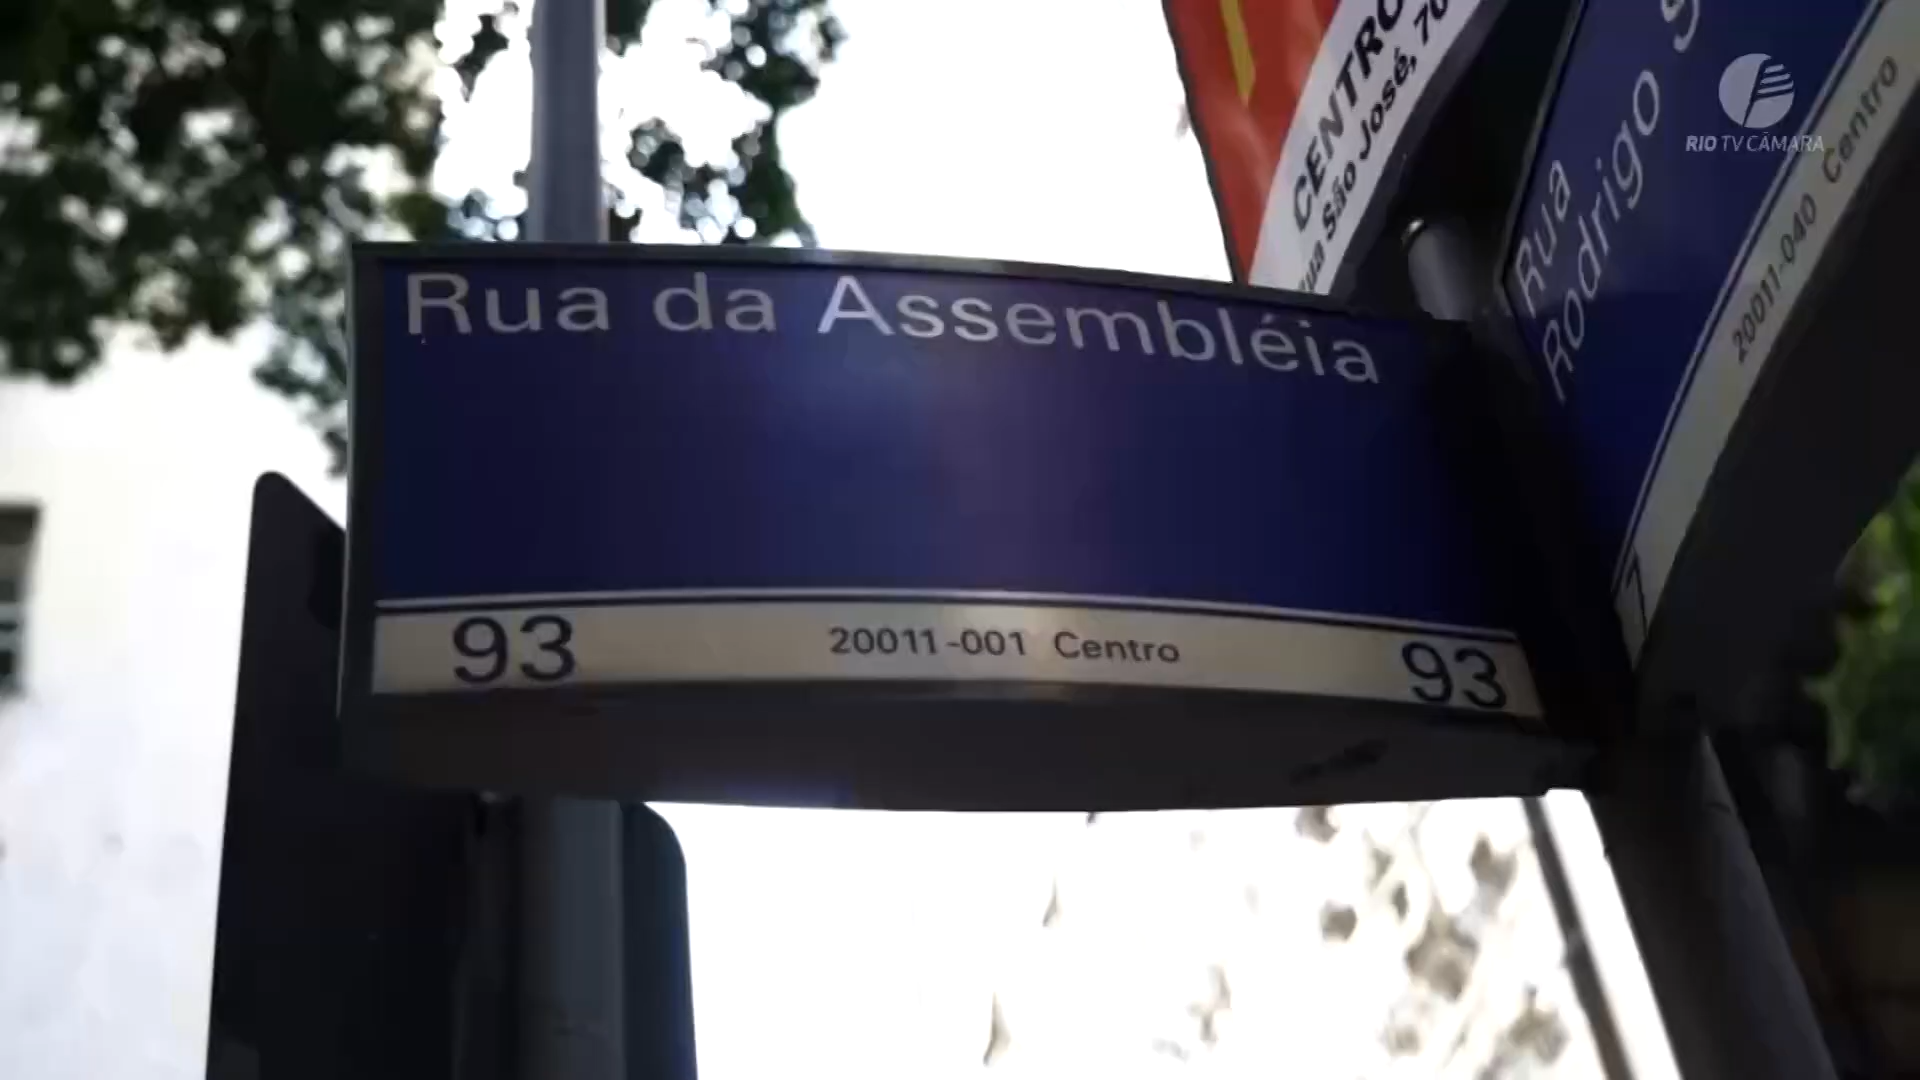 CENTRO
Rua São José, 70
RIO TV CÂMARA
Rua da Assembléia
93
20011-001 Centro
93
Rua
Rodrigo S
20011-040 Centro
7